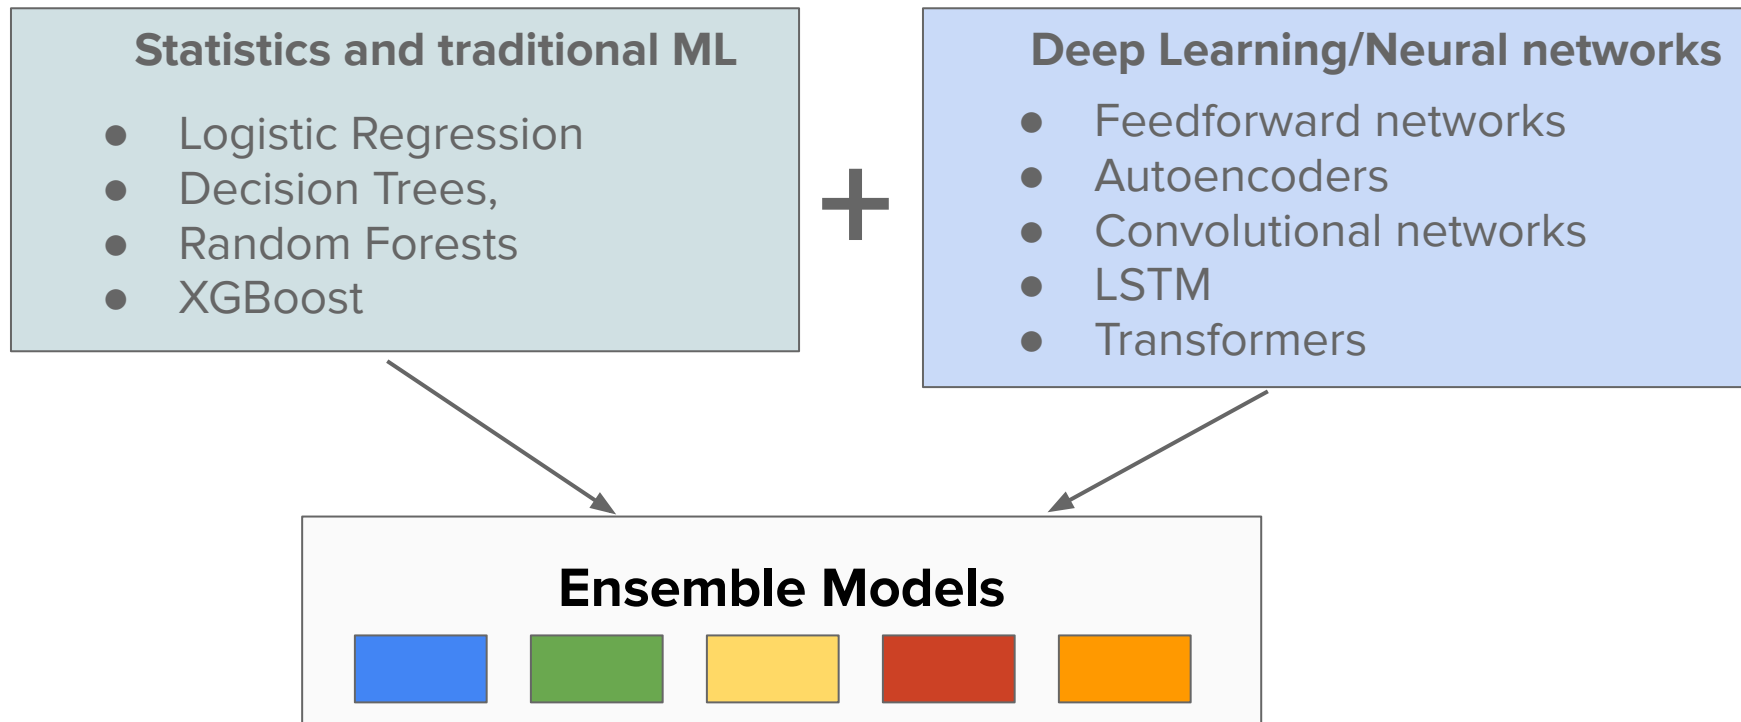 Statistics and traditional ML
● Logistic Regression
● Decision Trees,
● Random Forests
● XGBoost
+
Deep Learning/Neural networks
● Feedforward networks
● Autoencoders
● Convolutional networks
● LSTM
● Transformers
Ensemble Models